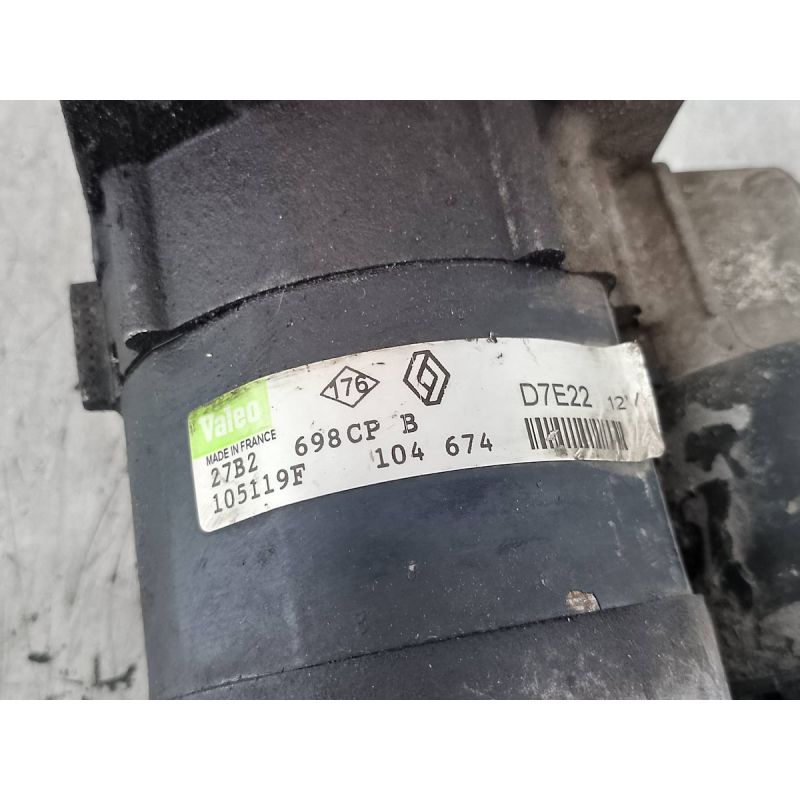 Valeo
176
D7E22 12V
MADE IN FRANCE
27B2 698CP B
105119F 104 674